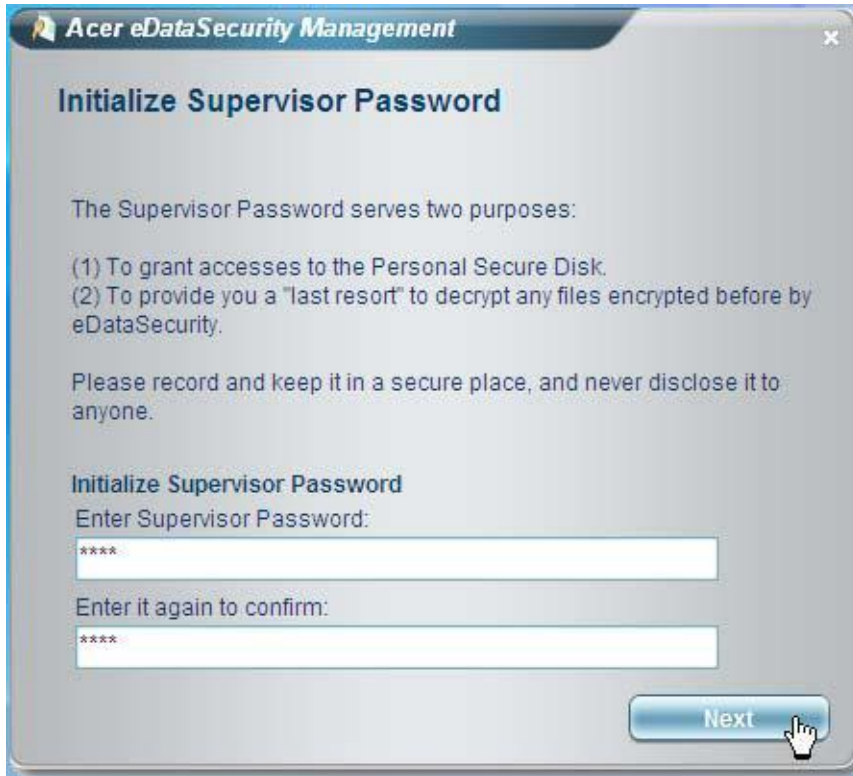 Acer eDataSecurity Management
Initialize Supervisor Password
The Supervisor Password serves two purposes:
(1) To grant accesses to the Personal Secure Disk.
(2) To provide you a "last resort" to decrypt any files encrypted before by
eDataSecurity.
Please record and keep it in a secure place, and never disclose it to
anyone.
Initialize Supervisor Password
Enter Supervisor Password:
****
Enter it again to confirm:
****
Next